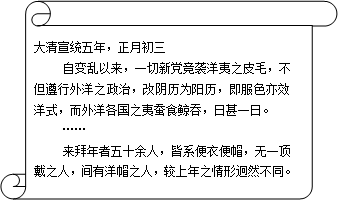 大清宣统五年，正月初三
自变乱以来，一切新党竞袭洋夷之皮毛，不
但遵行外洋之政治，改阴历为阳历，即服色亦效
洋式，而外洋各国之夷蚕食鲸吞，日甚一日。
……
来拜年者五十余人，皆系便衣便帽，无一顶
戴之人，间有洋帽之人，较上年之情形迥然不同。